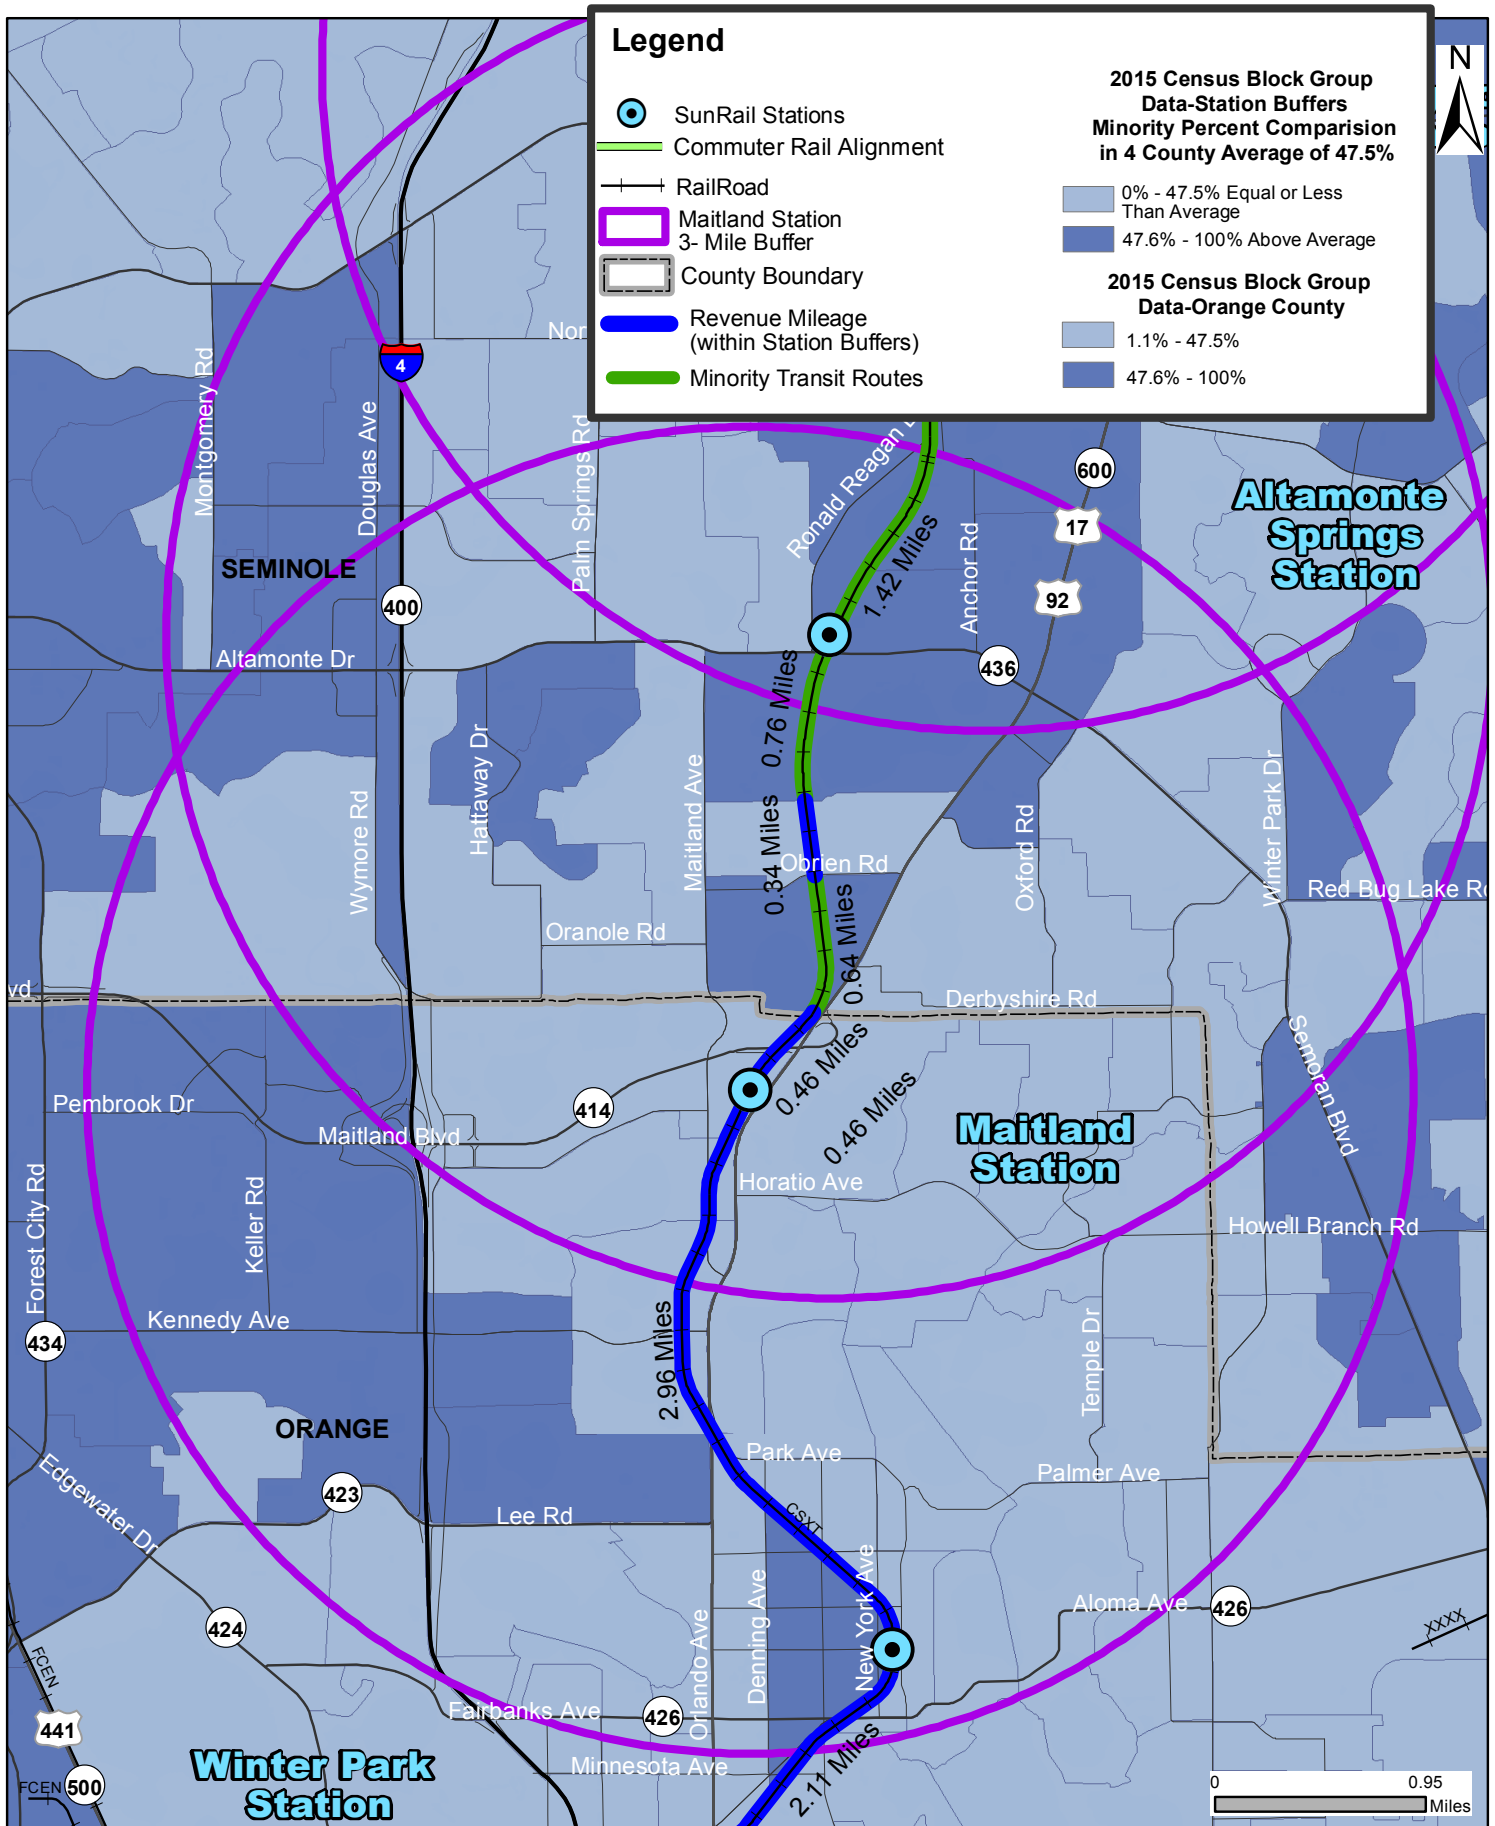 Legend
SunRail Stations
Commuter Rail Alignment
RailRoad
Maitland Station
3- Mile Buffer
County Boundary
Revenue Mileage
(within Station Buffers)
Minority Transit Routes
2015 Census Block Group
Data-Station Buffers
Minority Percent Comparision
in 4 County Average of 47.5%
0% - 47.5% Equal or Less
Than Average
47.6% - 100% Above Average
2015 Census Block Group
Data-Orange County
1.1% - 47.5%
47.6% - 100%
N
Nor
4
Montgomery Rd
Douglas Ave
Palm Springs Rd
Ronald Reagan
600
17
Altamonte
Springs
Station
1.42 Miles
Anchor Rd
SEMINOLE
400
92
Altamonte Dr
436
0.76 Miles
Hattaway Dr
Maitland Ave
Wymore Rd
0.34 Miles
Obrien Rd
Oxford Rd
Winter Park Dr
Red Bug Lake Rd
Oranole Rd
0.64 Miles
vd
Derbyshire Rd
Semoran Blvd
0.46 Miles
0.46 Miles
Pembrook Dr
414
Maitland Blvd
Maitland
Station
Horatio Ave
Forest City Rd
Keller Rd
Howell Branch Rd
Kennedy Ave
434
2.96 Miles
Temple Dr
ORANGE
Park Ave
Palmer Ave
Edgewater Dr
423
Lee Rd
CSXT
New York Ave
Denning Ave
Orlando Ave
Aloma Ave
426
XXXX
424
FCEN
Fairbanks Ave
426
441
Winter Park
Station
Minnesota Ave
2.11 Miles
FCEN
500
0
0.95
Miles